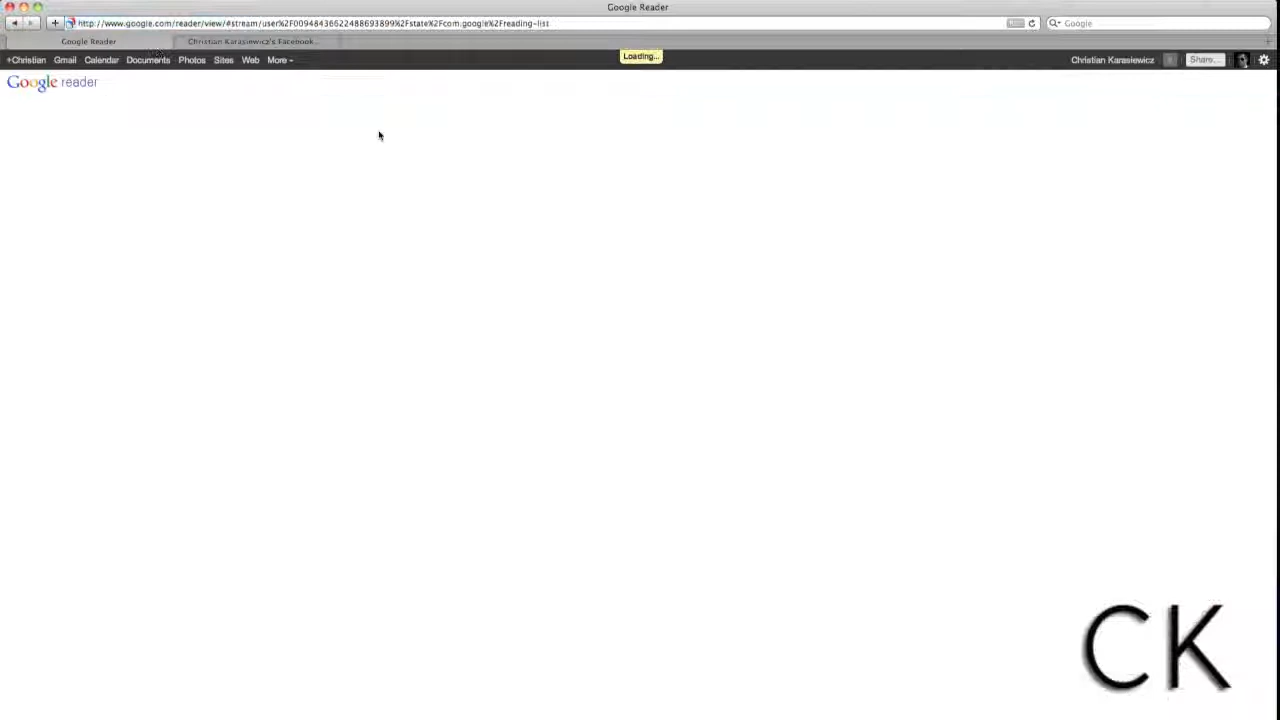 Google Reader
http://www.google.com/reader/view/#stream/user%2F00948436522488693899%2Fstate%2Fcom.google%2Freading-list
Google
Google Reader
Christian Karasiewicz's Facebook...
+Christian Gmail Calendar Documents Photos Sites Web More
Loading...
Christian Karasiewicz
Share...
Google reader
CK